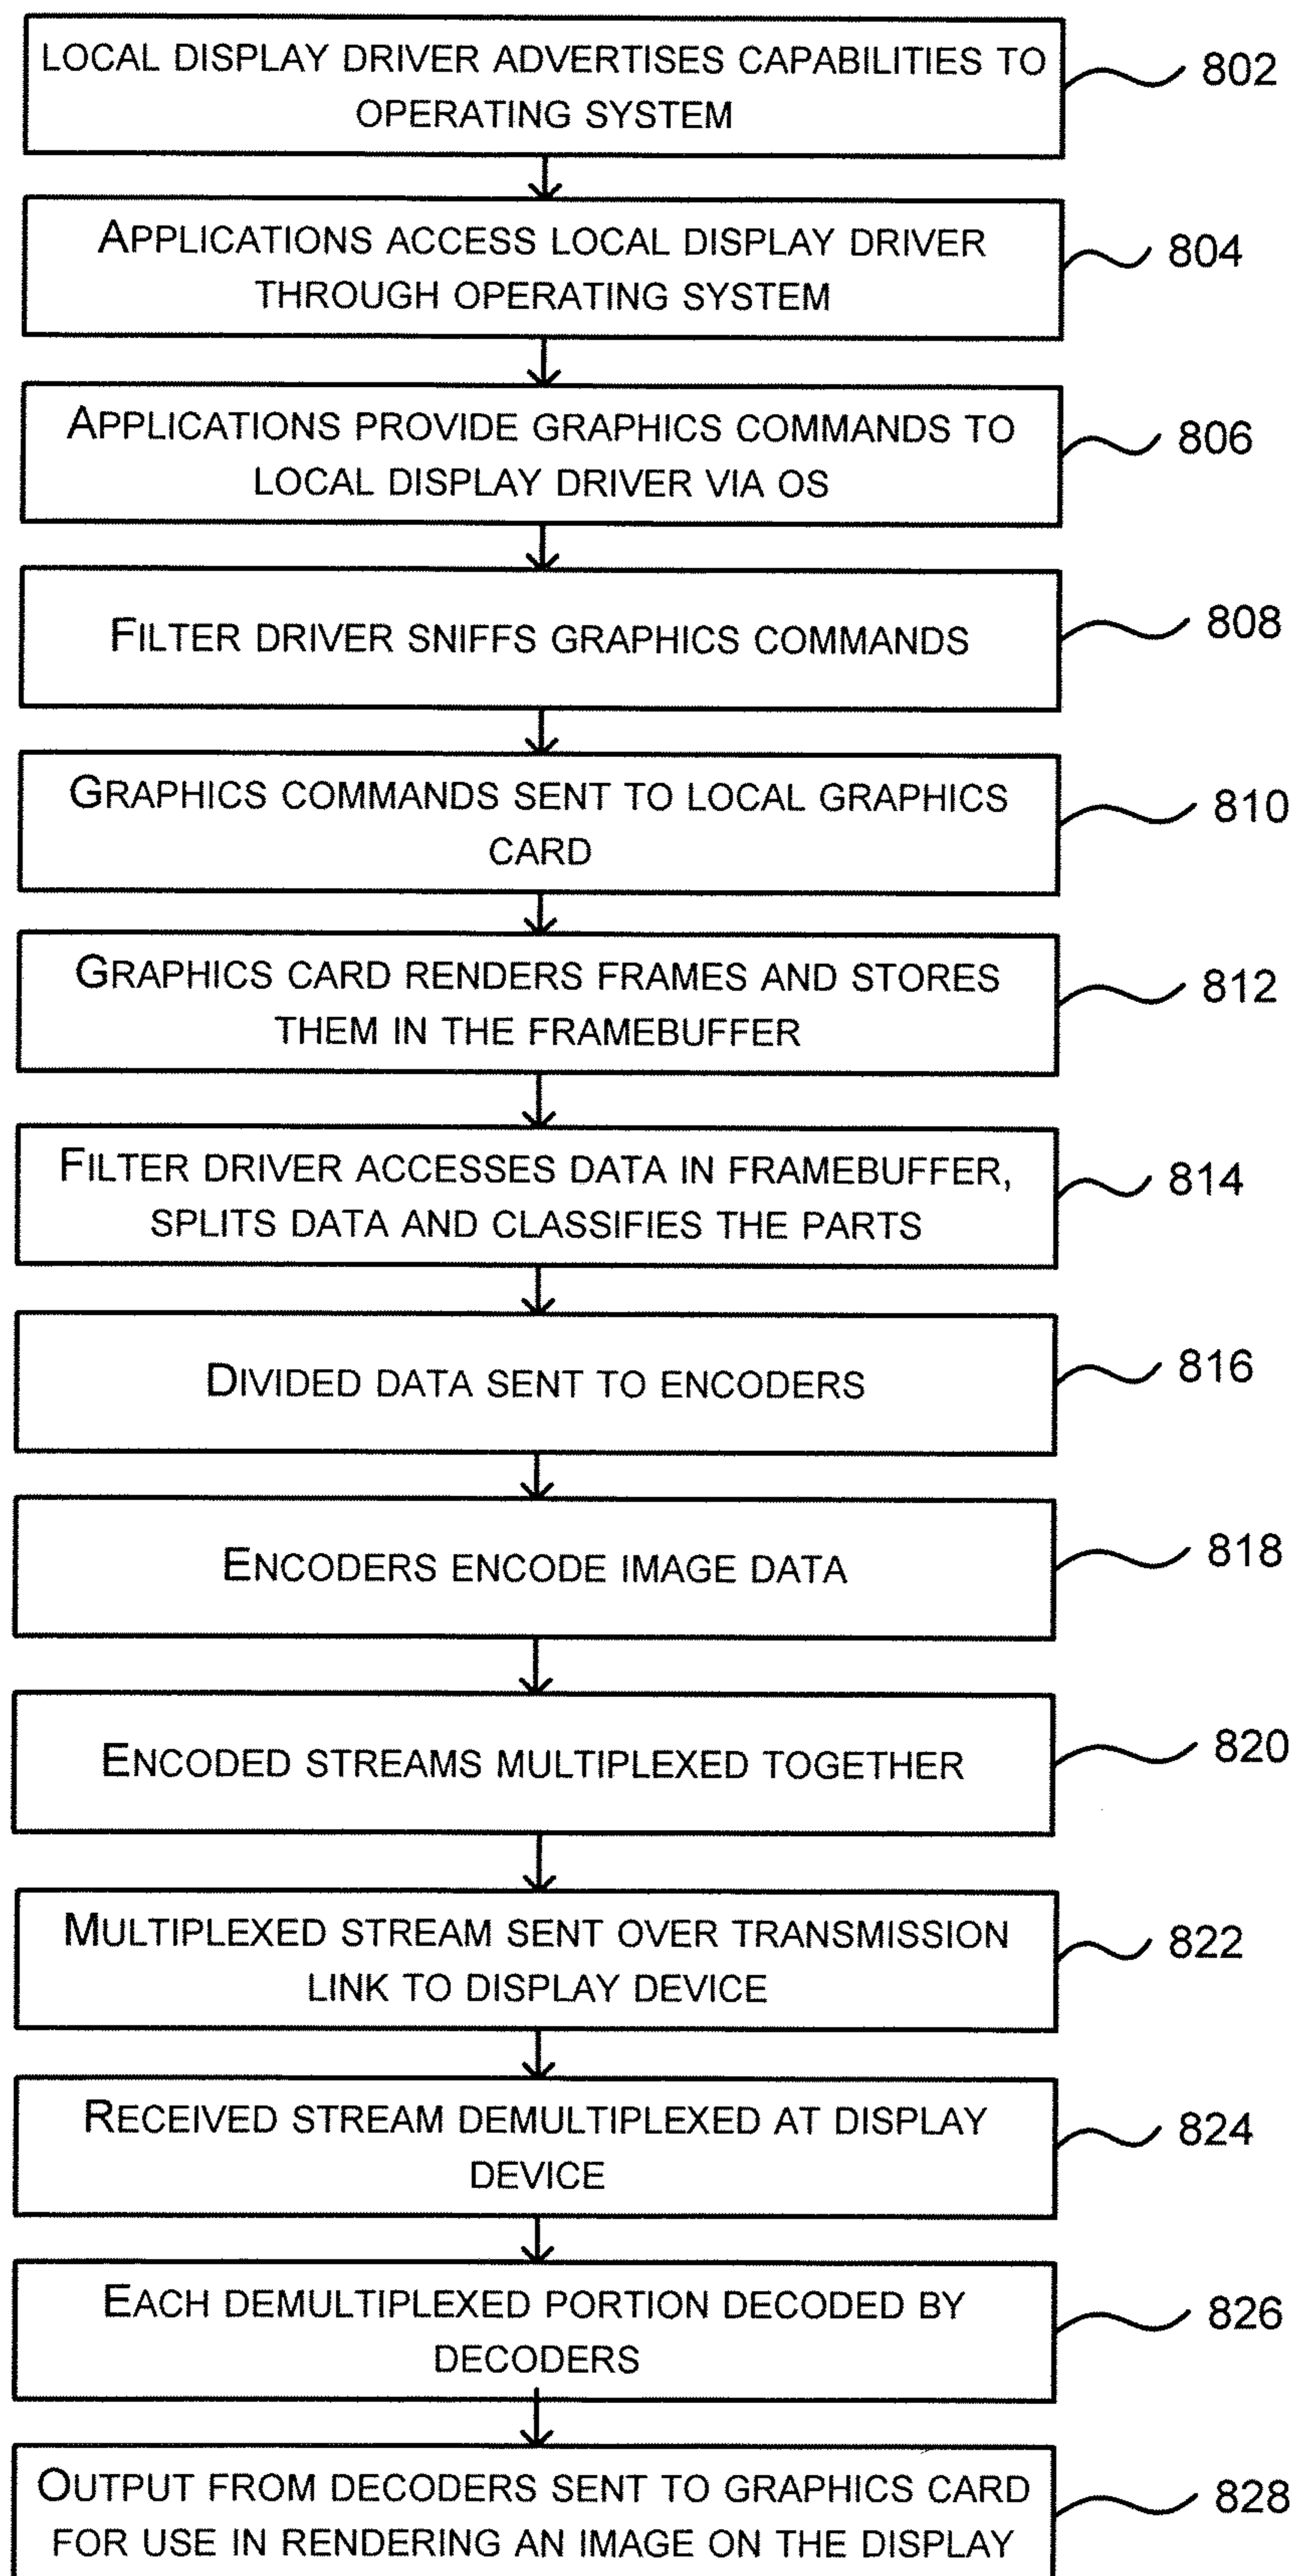 LOCAL DISPLAY DRIVER ADVERTISES CAPABILITIES TO
OPERATING SYSTEM
802
APPLICATIONS ACCESS LOCAL DISPLAY DRIVER
THROUGH OPERATING SYSTEM
804
APPLICATIONS PROVIDE GRAPHICS COMMANDS TO
LOCAL DISPLAY DRIVER VIA OS
806
FILTER DRIVER SNIFFS GRAPHICS COMMANDS
808
GRAPHICS COMMANDS SENT TO LOCAL GRAPHICS
CARD
810
GRAPHICS CARD RENDERS FRAMES AND STORES
THEM IN THE FRAMEBUFFER
812
FILTER DRIVER ACCESSES DATA IN FRAMEBUFFER,
SPLITS DATA AND CLASSIFIES THE PARTS
814
DIVIDED DATA SENT TO ENCODERS
816
ENCODERS ENCODE IMAGE DATA
818
ENCODED STREAMS MULTIPLEXED TOGETHER
820
MULTIPLEXED STREAM SENT OVER TRANSMISSION
LINK TO DISPLAY DEVICE
822
RECEIVED STREAM DEMULTIPLEXED AT DISPLAY
DEVICE
824
EACH DEMULTIPLEXED PORTION DECODED BY
DECODERS
826
OUTPUT FROM DECODERS SENT TO GRAPHICS CARD
FOR USE IN RENDERING AN IMAGE ON THE DISPLAY
828